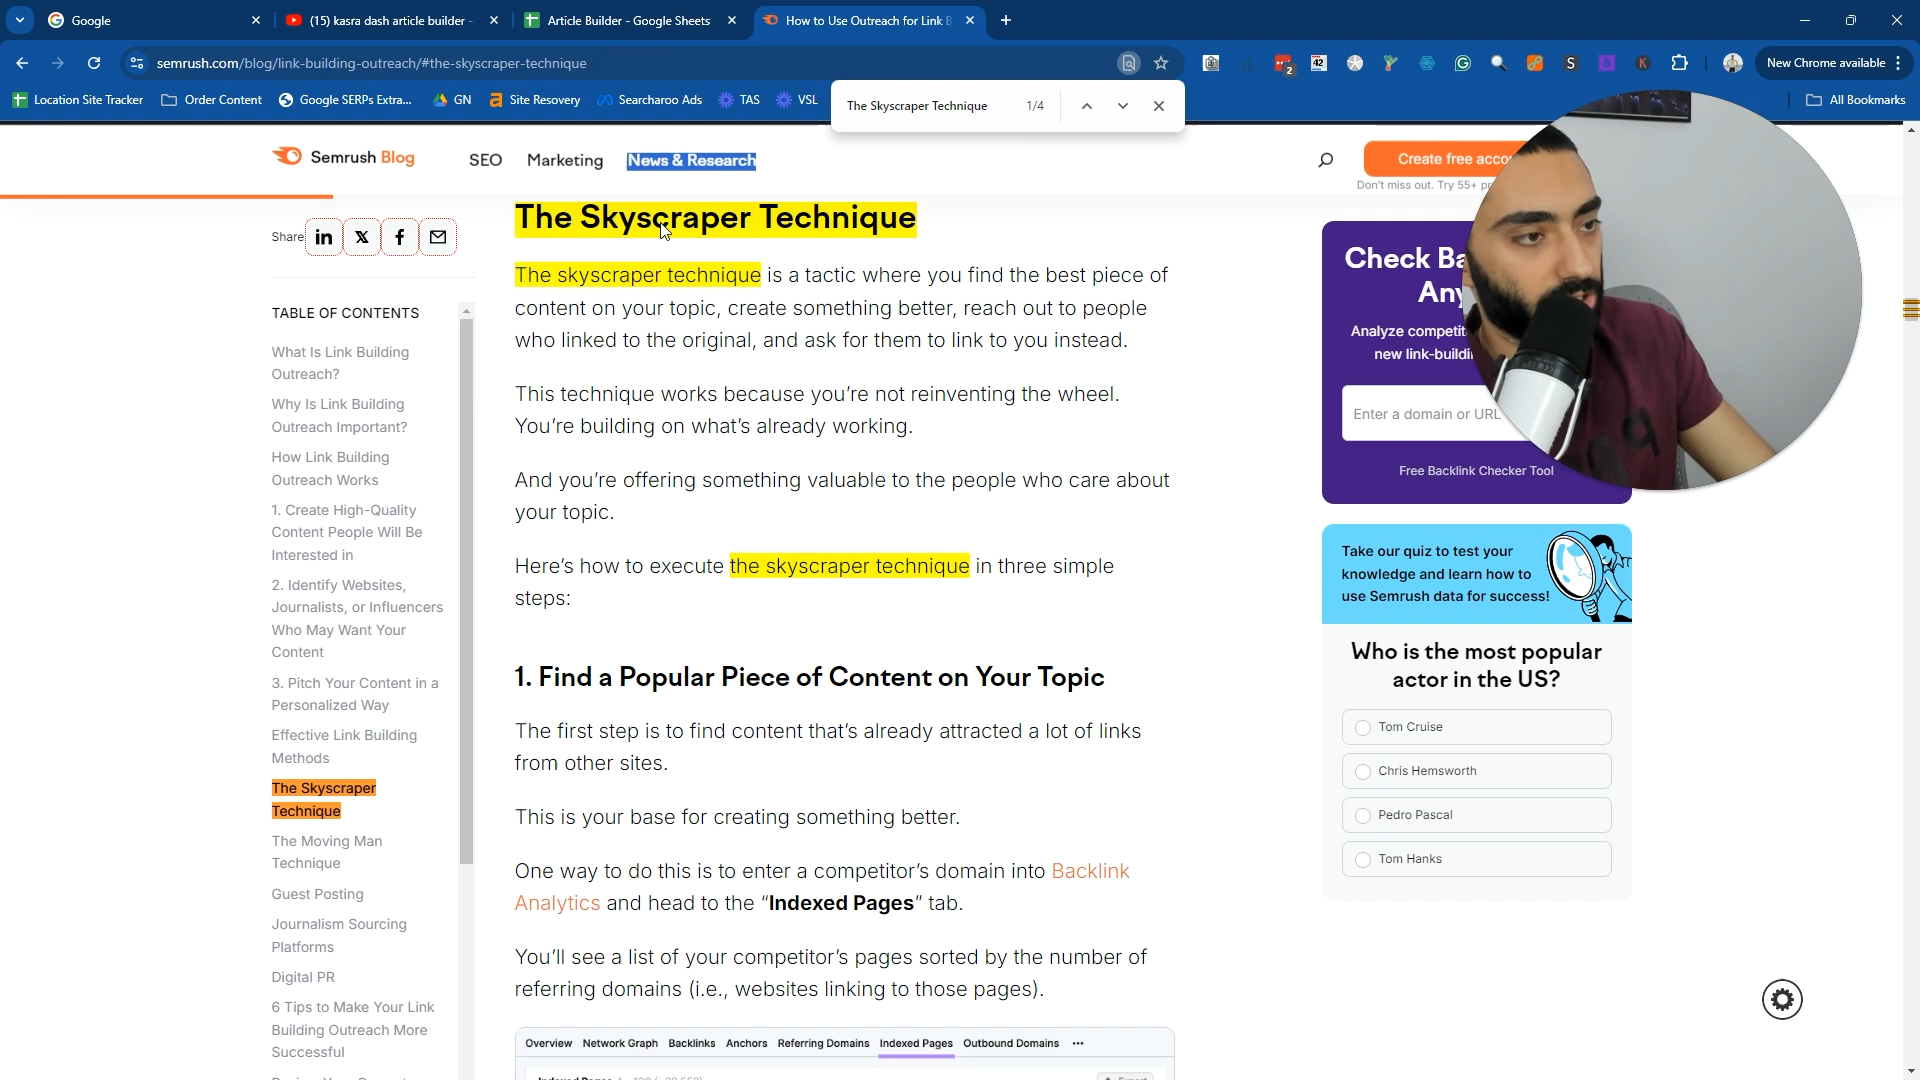 Google
(15) kasra dash article builder -
Article Builder - Google Sheets
How to Use Outreach for Link B
semrush.com/blog/link-building-outreach/#the-skyscraper-technique
2
42
New Chrome available
Location Site Tracker
Order Content
Google SERPs Extra...
GN
Site Recovery
Searcharoo Ads
TAS
VSL
All Bookmarks
The Skyscraper Technique
1/4
Semrush Blog
SEO
Marketing
News & Research
Create free accou
Don't miss out. Try 55+ pr
Share
TABLE OF CONTENTS
What Is Link Building
Outreach?
Why Is Link Building
Outreach Important?
How Link Building
Outreach Works
1. Create High-Quality
Content People Will Be
Interested in
2. Identify Websites,
Journalists, or Influencers
Who May Want Your
Content
3. Pitch Your Content in a
Personalized Way
Effective Link Building
Methods
The Skyscraper
Technique
The Moving Man
Technique
Guest Posting
Journalism Sourcing
Platforms
Digital PR
6 Tips to Make Your Link
Building Outreach More
Successful
The Skyscraper Technique
The skyscraper technique is a tactic where you find the best piece of
content on your topic, create something better, reach out to people
who linked to the original, and ask for them to link to you instead.
This technique works because you're not reinventing the wheel.
You're building on what's already working.
And you're offering something valuable to the people who care about
your topic.
Here's how to execute the skyscraper technique in three simple
steps:
1. Find a Popular Piece of Content on Your Topic
The first step is to find content that's already attracted a lot of links
from other sites.
This is your base for creating something better.
One way to do this is to enter a competitor's domain into Backlink
Analytics and head to the "Indexed Pages" tab.
You'll see a list of your competitor's pages sorted by the number of
referring domains (i.e., websites linking to those pages).
Overview Network Graph Backlinks Anchors Referring Domains Indexed Pages Outbound Domains ...
Check Ba
Any
Analyze competit
new link-buildi
Enter a domain or URL
Free Backlink Checker Tool
Take our quiz to test your
knowledge and learn how to
use Semrush data for success!
Who is the most popular
actor in the US?
Tom Cruise
Chris Hemsworth
Pedro Pascal
Tom Hanks